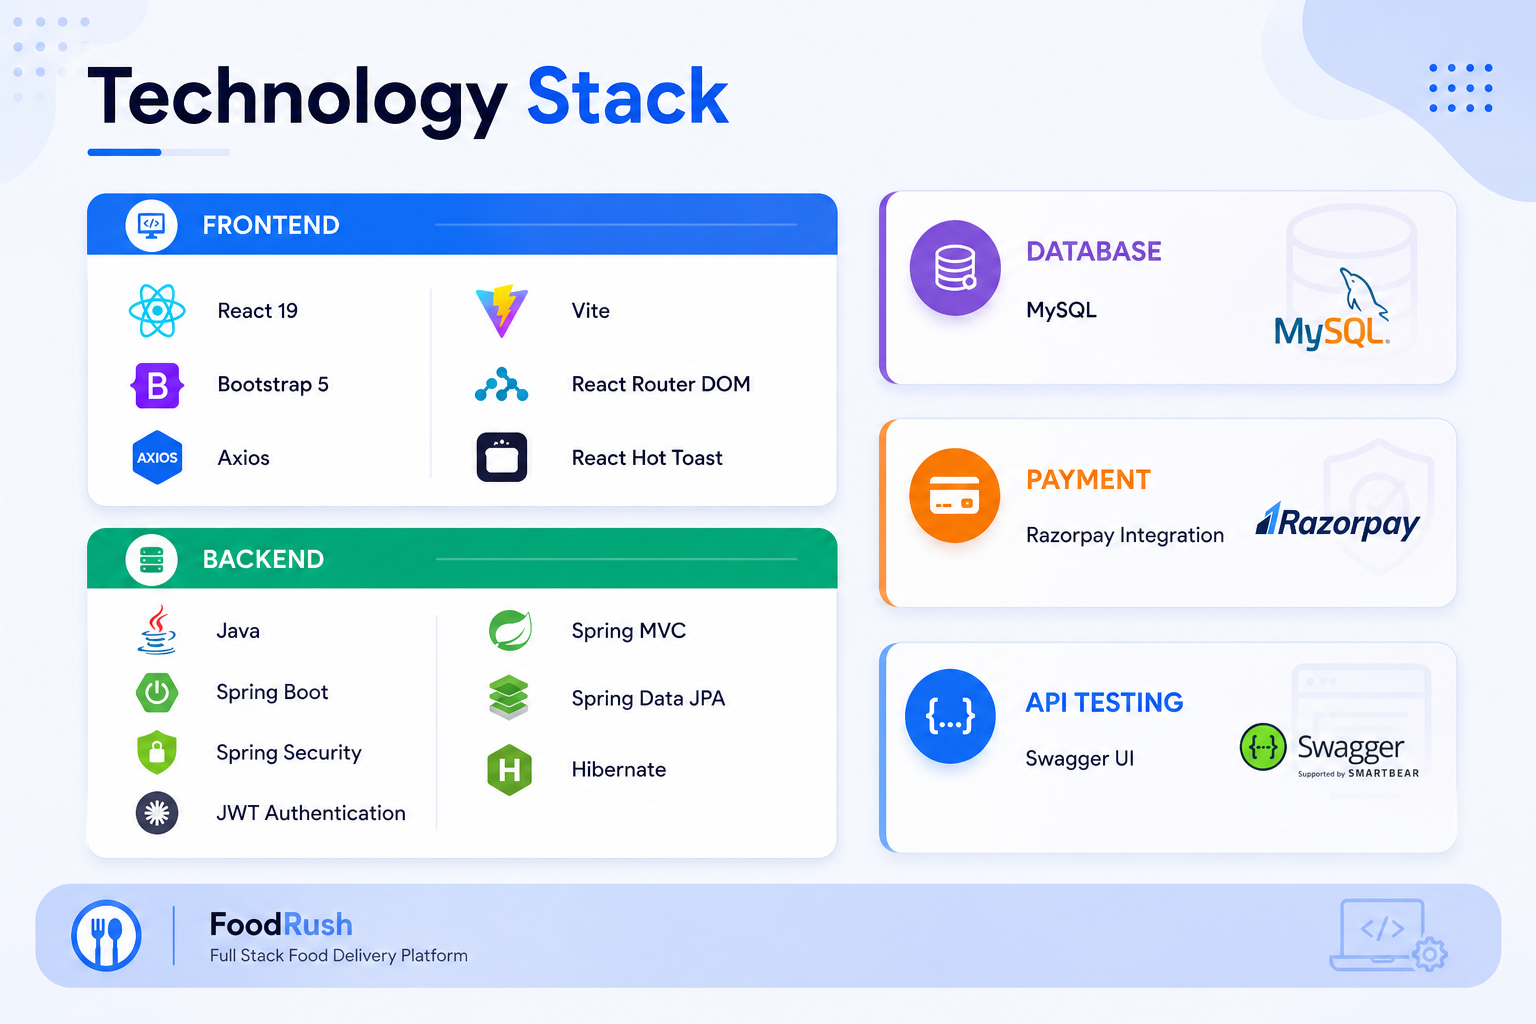 Technology Stack
FRONTEND
React 19
Vite
Bootstrap 5
React Router DOM
AXIOS
Axios
React Hot Toast
BACKEND
Java
Spring MVC
Spring Boot
Spring Data JPA
Spring Security
Hibernate
JWT Authentication
DATABASE
MySQL
MySQL.
PAYMENT
Razorpay Integration
Razorpay
API TESTING
Swagger UI
Swagger
Supported by SMARTBEAR
FoodRush
Full Stack Food Delivery Platform